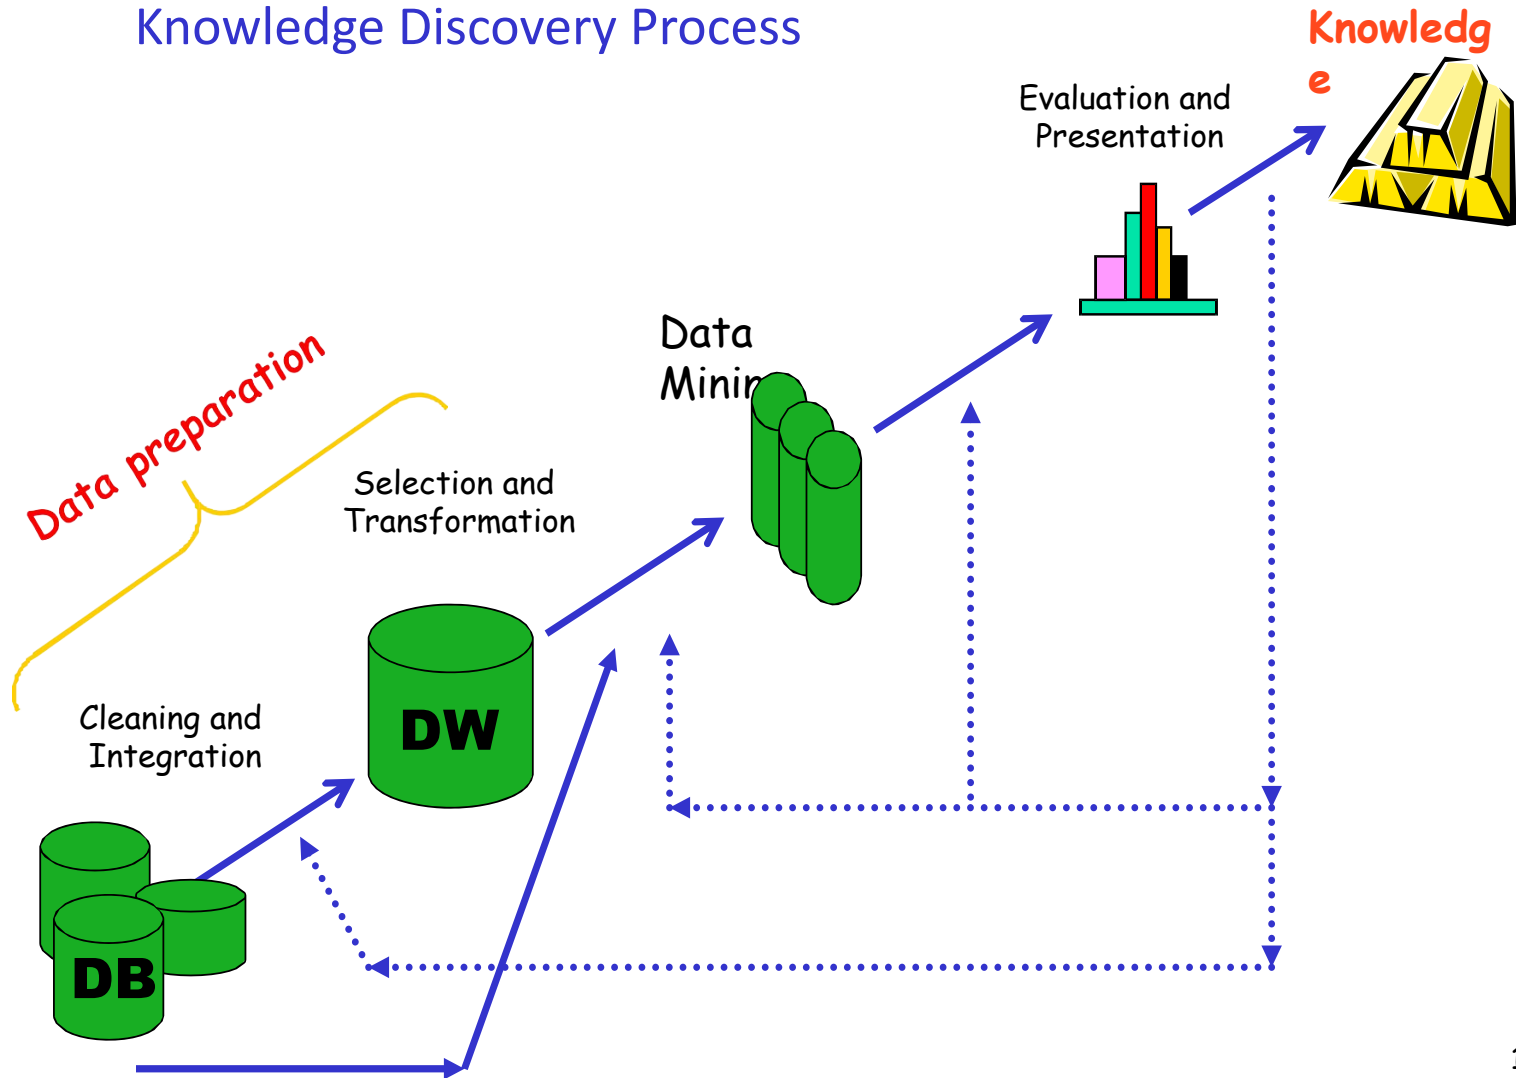 Knowledge Discovery Process
Knowledg
e
Evaluation and
Presentation
Data
Minin
Data preparation
Selection and
Transformation
DW
Cleaning and
Integration
DB